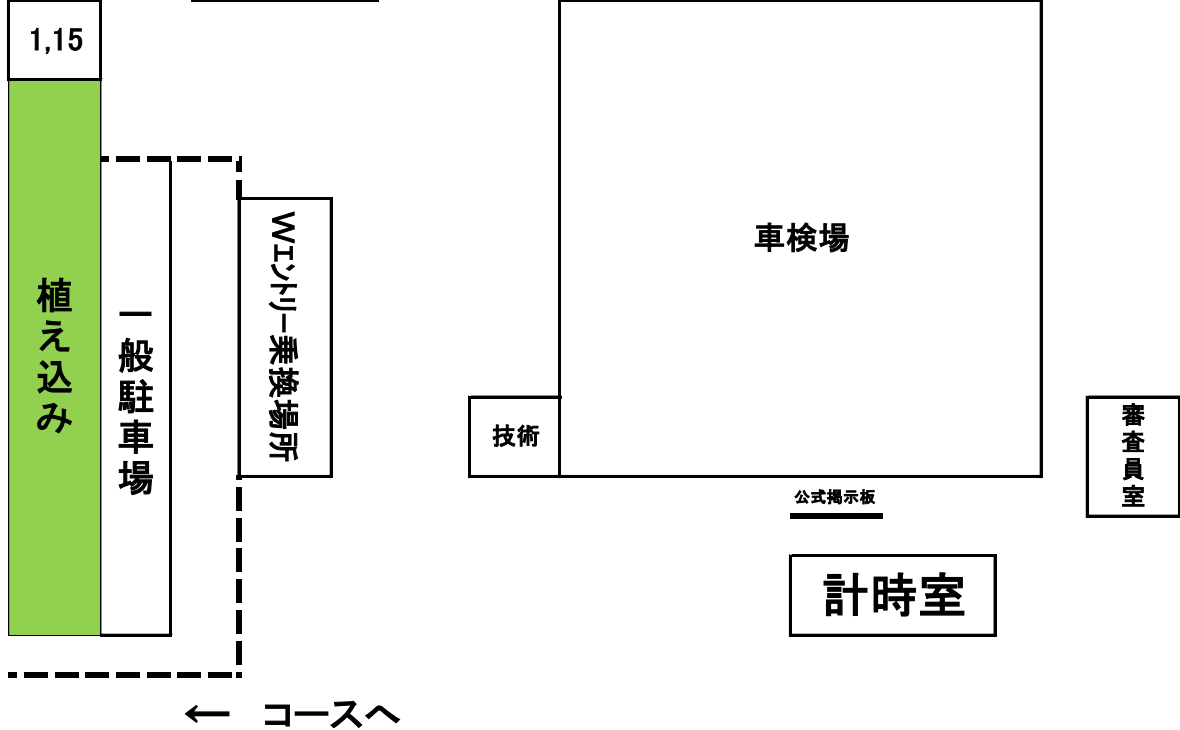 1,15
植え込み
一般駐車場
Wエントリー乗換場所
車検場
技術
審査員室
公式掲示板
計時室
← コースへ